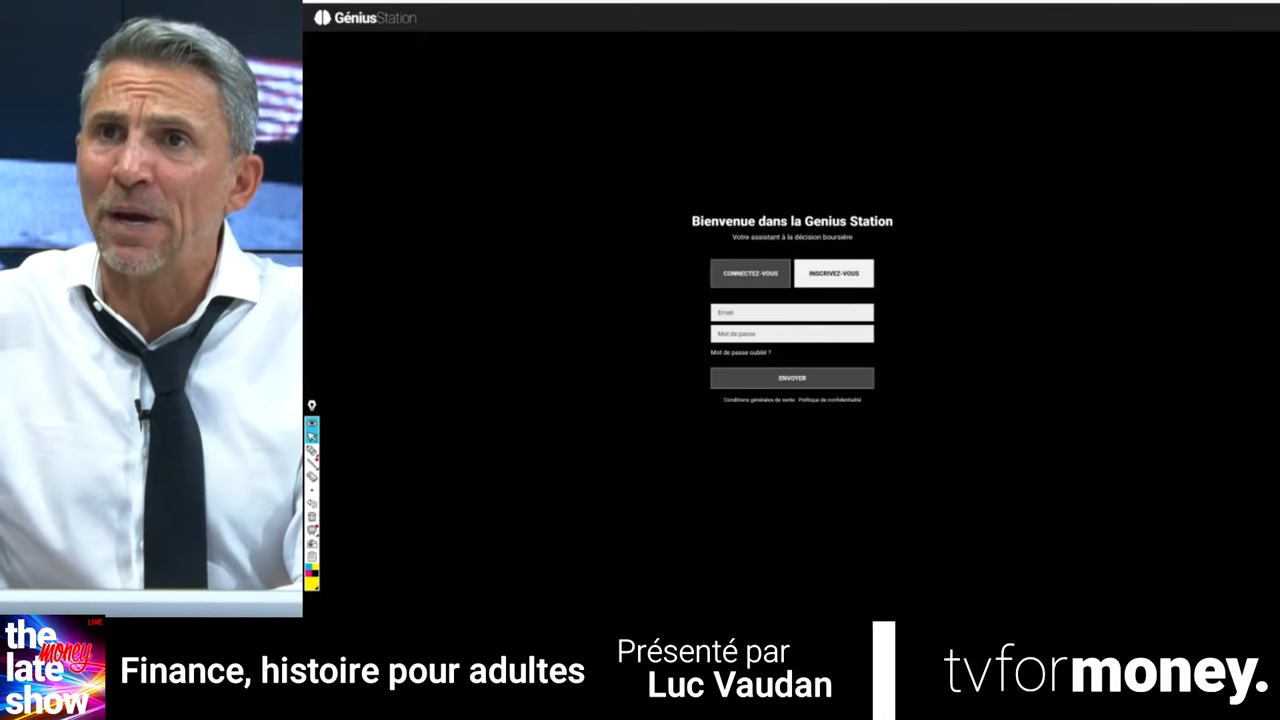 GéniusStation
Bienvenue dans la Genius Station
Votre assistant à la décision boursière
CONNECTEZ-VOUS
INSCRIVEZ-VOUS
Email
Mot de passe
Mot de passe oublié ?
ENVOYER
Conditions générales de vente Politique de confidentialité
LIVE
the
money
late
show
Finance, histoire pour adultes
Présenté par
Luc Vaudan
tvformoney.